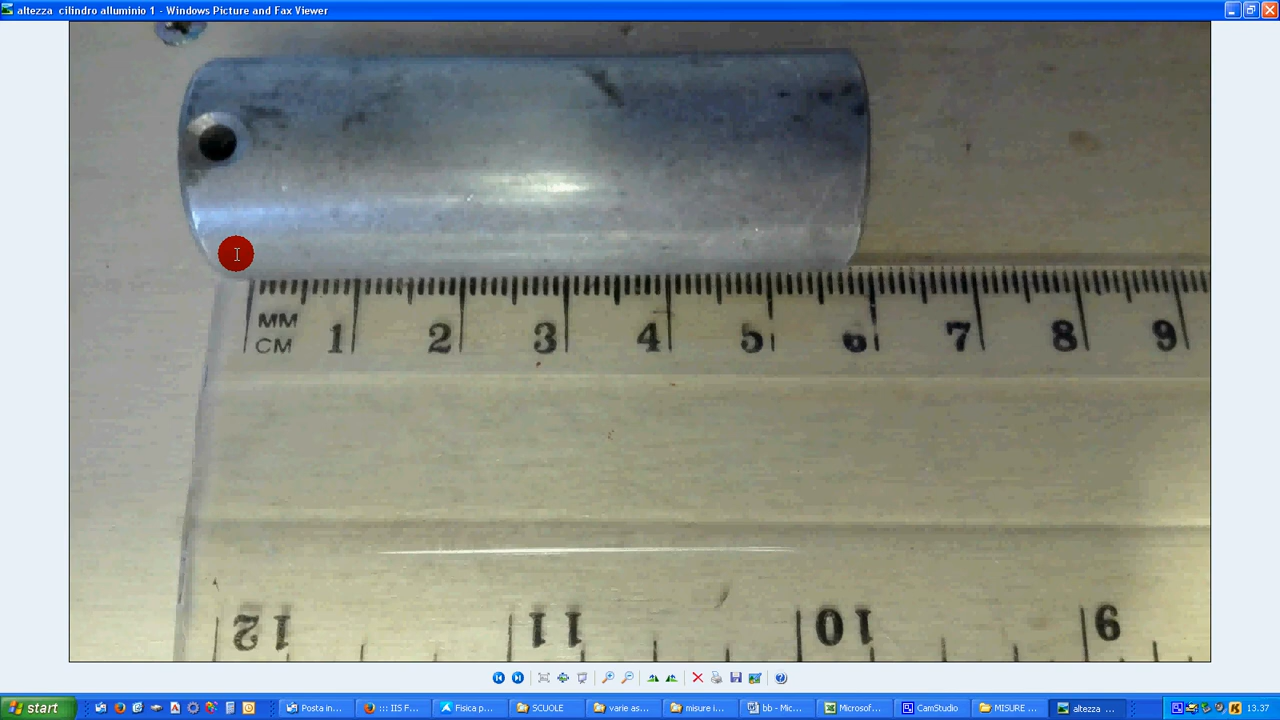 altezza cilindro alluminio 1 - Windows Picture and Fax Viewer
MM
CM
1 2 3 4 5 6 7 8 9
12 11 10 9
start
Posta in...
::: IIS F...
Fisica p...
SCUOLE
varie as...
misure i...
bb - Mic...
Microsof...
CamStudio
MISURE ...
altezza ...
13.37